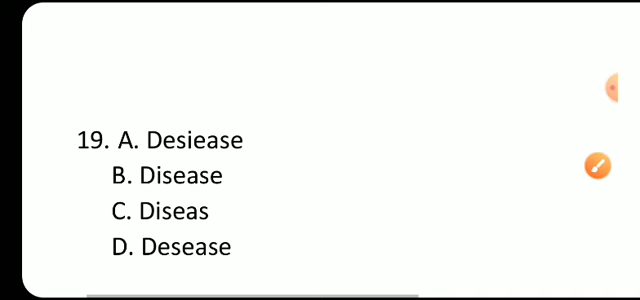 19. A. Desiease
B. Disease
C. Diseas
D. Desease